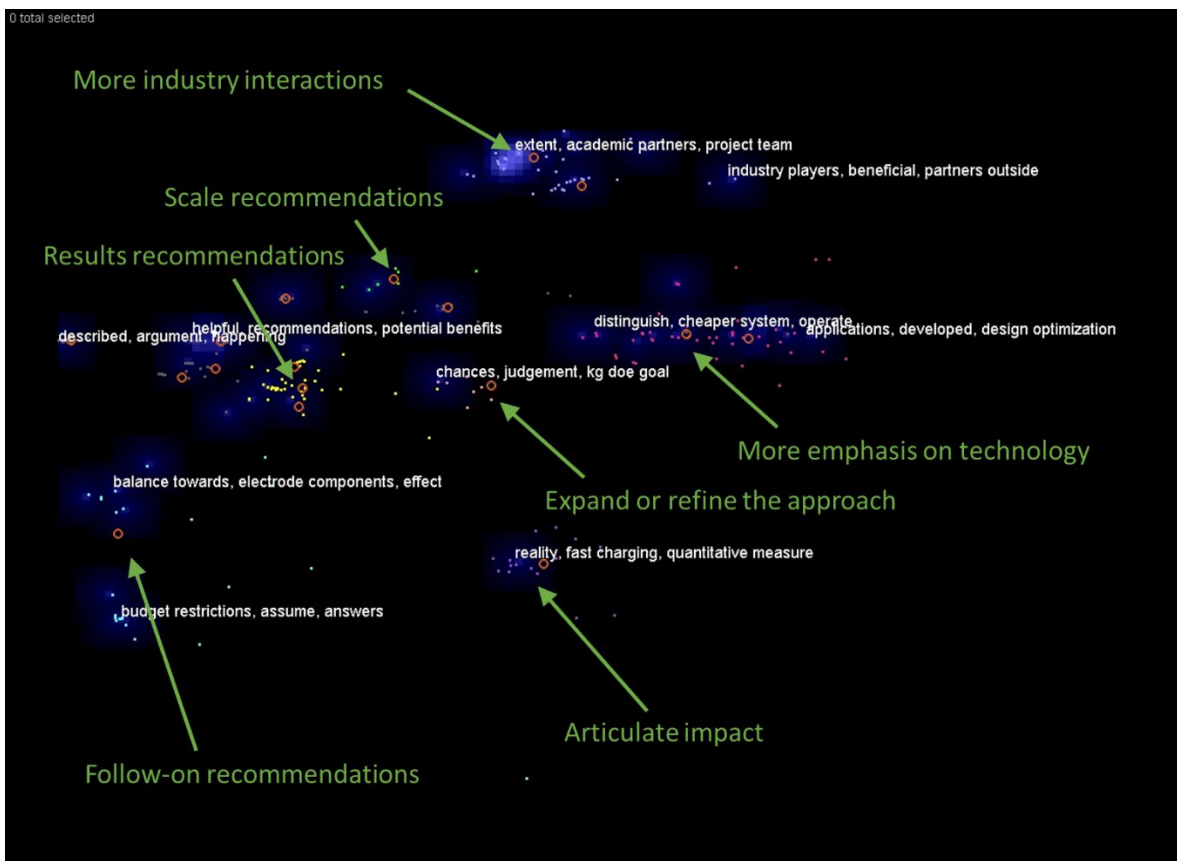 0 total selected
More industry interactions
extent, academic partners, project team
industry players, beneficial, partners outside
Scale recommendations
Results recommendations
helpful, recommendations, potential benefits
described, argument, happening
distinguish, cheaper system, operate
applications, developed, design optimization
chances, judgement, kg doe goal
More emphasis on technology
balance towards, electrode components, effect
Expand or refine the approach
reality, fast charging, quantitative measure
budget restrictions, assume, answers
Articulate impact
Follow-on recommendations